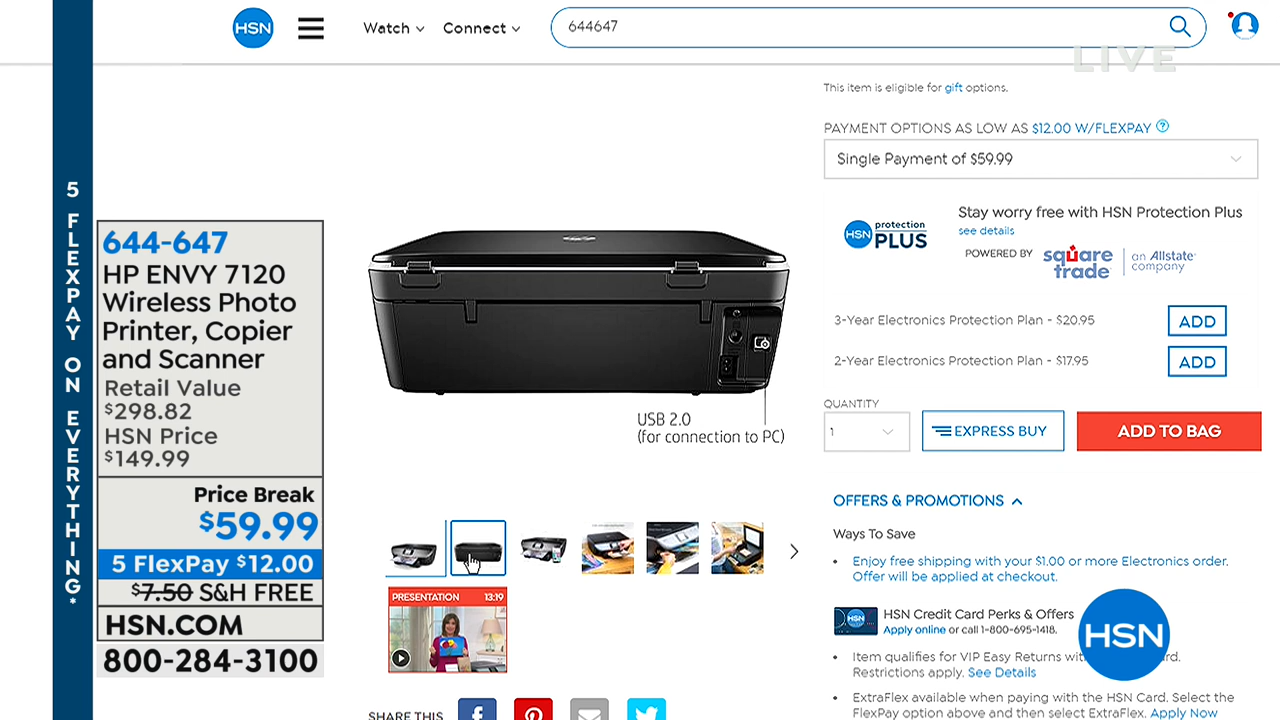 HSN
Watch
Connect
644647
LIVE
5 FLEXPAY ON EVERYTHING*
644-647
HP ENVY 7120
Wireless Photo
Printer, Copier
and Scanner
Retail Value
$298.82
HSN Price
$149.99
Price Break
$59.99
5 FlexPay $12.00
$7.50 S&H FREE
HSN.COM
800-284-3100
USB 2.0
(for connection to PC)
PRESENTATION 13:19
SHARE THIS
This item is eligible for gift options.
PAYMENT OPTIONS AS LOW AS $12.00 W/FLEXPAY ?
Single Payment of $59.99
HSN protection PLUS
Stay worry free with HSN Protection Plus
see details
POWERED BY square trade an Allstate company
3-Year Electronics Protection Plan - $20.95 ADD
2-Year Electronics Protection Plan - $17.95 ADD
QUANTITY
1
EXPRESS BUY
ADD TO BAG
OFFERS & PROMOTIONS
Ways To Save
• Enjoy free shipping with your $1.00 or more Electronics order.
Offer will be applied at checkout.
HSN
HSN Credit Card Perks & Offers
Apply online or call 1-800-695-1418.
HSN
• Item qualifies for VIP Easy Returns
Restrictions apply. See Details
• ExtraFlex available when paying with the HSN Card. Select the
FlexPay option above and then select ExtraFlex. Apply Now